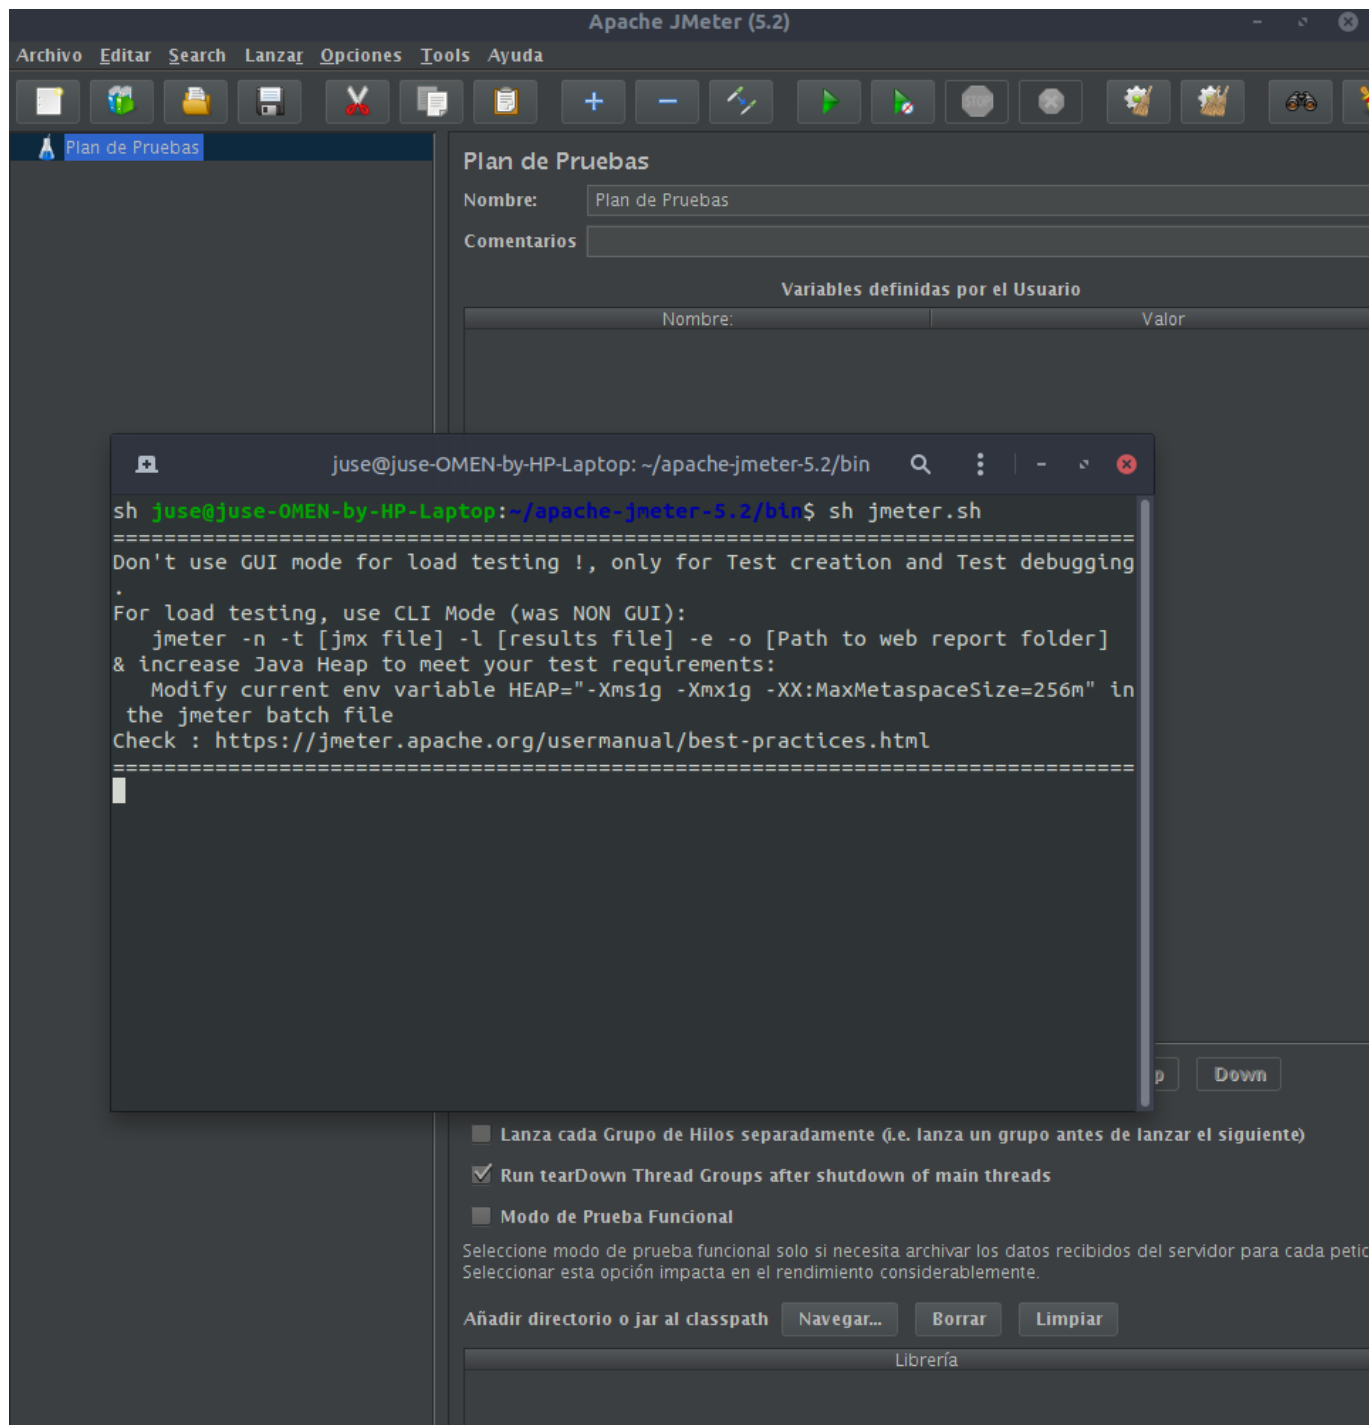 Apache JMeter (5.2)
Archivo Editar Search Lanzar Opciones Tools Ayuda
STOP
Plan de Pruebas
Plan de Pruebas
Nombre: Plan de Pruebas
Comentarios
Variables definidas por el Usuario
Nombre: Valor
juse@juse-OMEN-by-HP-Laptop: ~/apache-jmeter-5.2/bin
sh juse@juse-OMEN-by-HP-Laptop:~/apache-jmeter-5.2/bin$ sh jmeter.sh
================================================================================
Don't use GUI mode for load testing !, only for Test creation and Test debugging
.
For load testing, use CLI Mode (was NON GUI):
   jmeter -n -t [jmx file] -l [results file] -e -o [Path to web report folder]
& increase Java Heap to meet your test requirements:
   Modify current env variable HEAP="-Xms1g -Xmx1g -XX:MaxMetaspaceSize=256m" in
 the jmeter batch file
Check : https://jmeter.apache.org/usermanual/best-practices.html
================================================================================
p Down
Lanza cada Grupo de Hilos separadamente (i.e. lanza un grupo antes de lanzar el siguiente)
Run tearDown Thread Groups after shutdown of main threads
Modo de Prueba Funcional
Seleccione modo de prueba funcional solo si necesita archivar los datos recibidos del servidor para cada petic
Seleccionar esta opción impacta en el rendimiento considerablemente.
Añadir directorio o jar al classpath Navegar... Borrar Limpiar
Librería